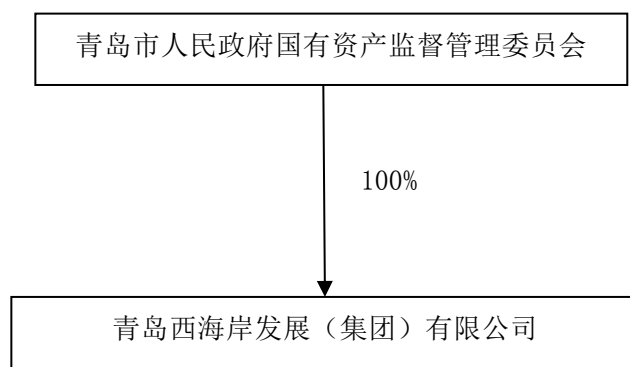 青岛市人民政府国有资产监督管理委员会
100%
青岛西海岸发展（集团）有限公司